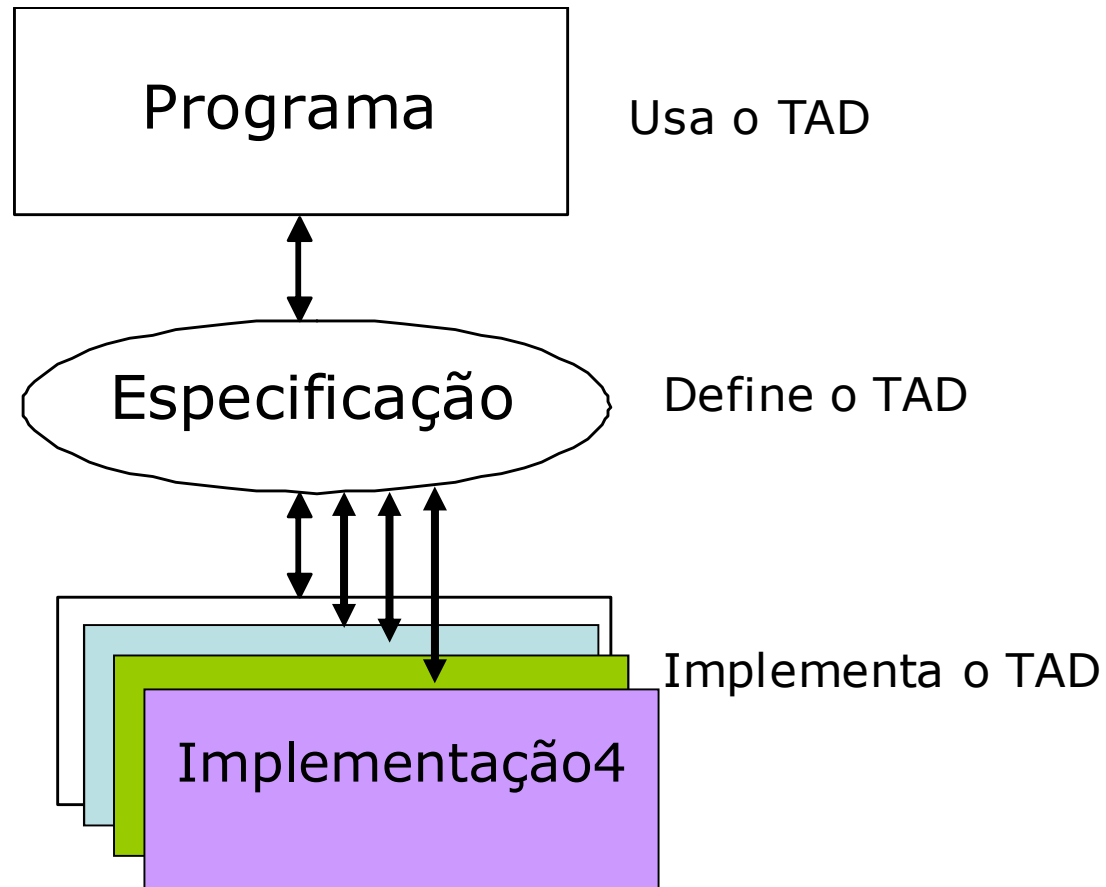 Programa
Usa o TAD
Especificação
Define o TAD
Implementa o TAD
Implementação4